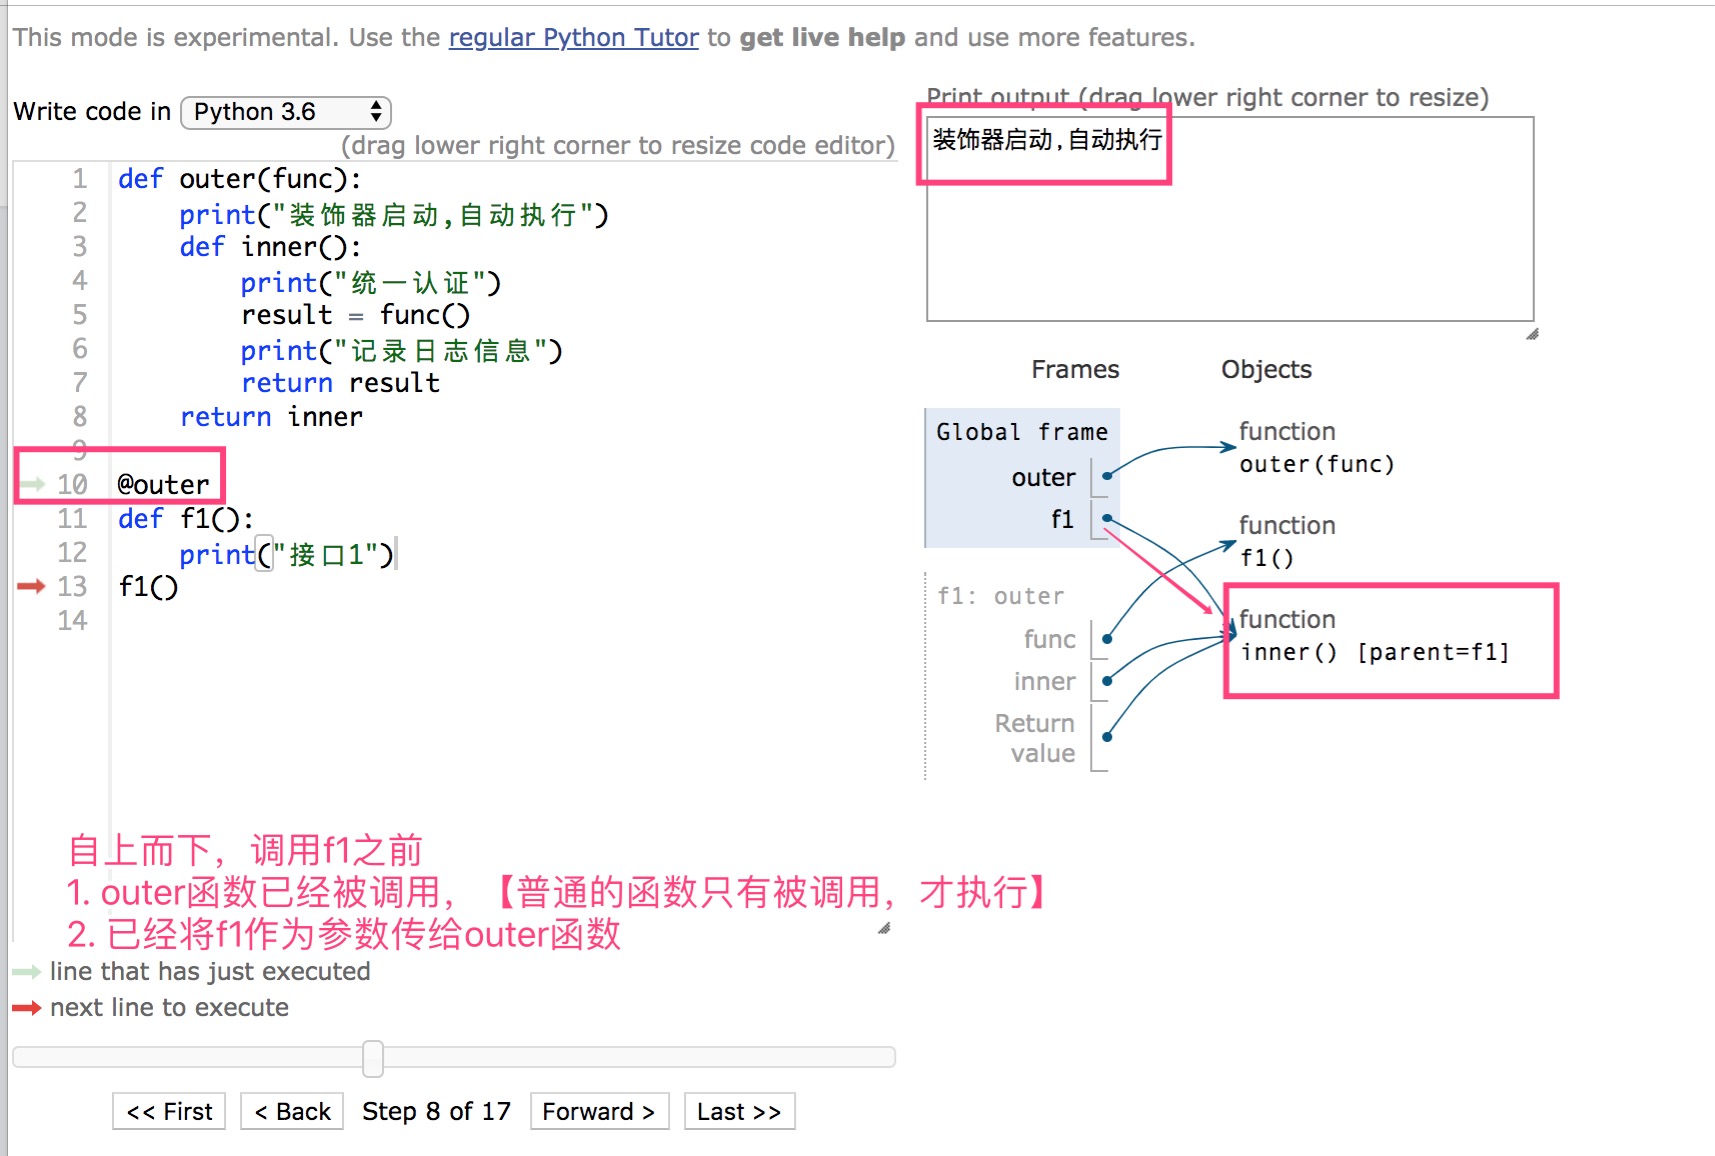 This mode is experimental. Use the regular Python Tutor to get live help and use more features.
Write code in Python 3.6
(drag lower right corner to resize code editor)
1 def outer(func):
2 print("装饰器启动,自动执行")
3 def inner():
4 print("统一认证")
5 result = func()
6 print("记录日志信息")
7 return result
8 return inner
9
10 @outer
11 def f1():
12 print("接口1")
13 f1()
14
自上而下，调用f1之前
1. outer函数已经被调用，【普通的函数只有被调用，才执行】
2. 已经将f1作为参数传给outer函数
line that has just executed
next line to execute
<< First < Back Step 8 of 17 Forward > Last >>
Print output (drag lower right corner to resize)
装饰器启动,自动执行
Frames Objects
Global frame
outer
f1
function
outer(func)
function
f1()
function
inner() [parent=f1]
f1: outer
func
inner
Return
value